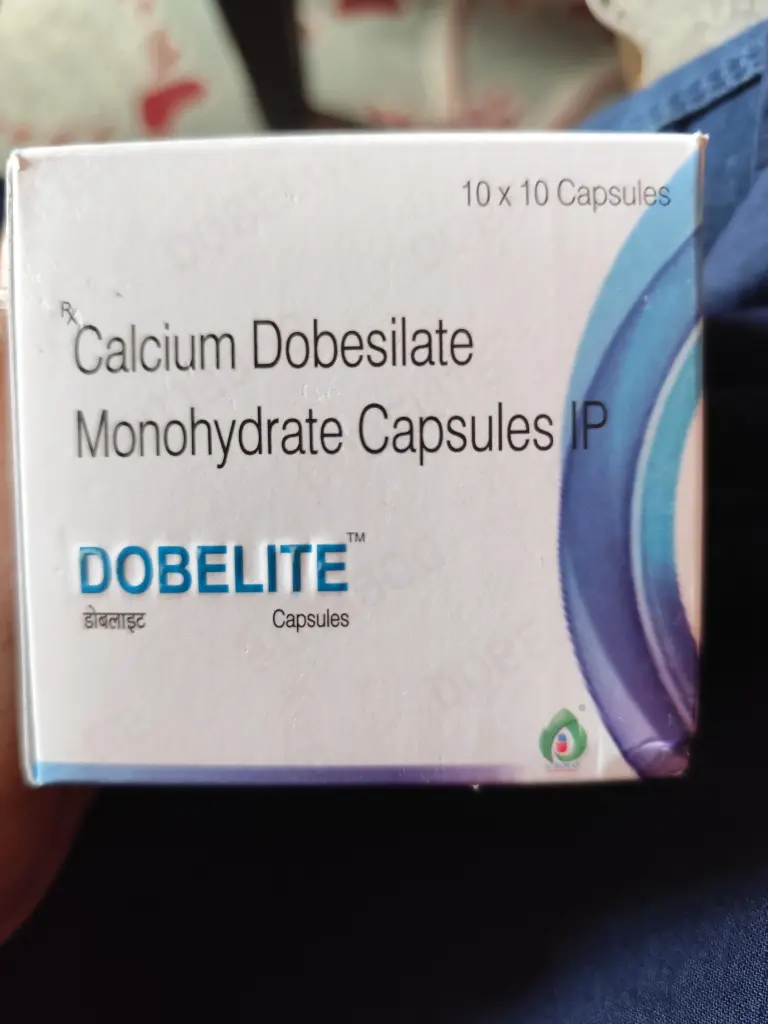 10 x 10 Capsules
Rx
Calcium Dobesilate
Monohydrate Capsules IP
DOBELITE™
डोबलाइट Capsules